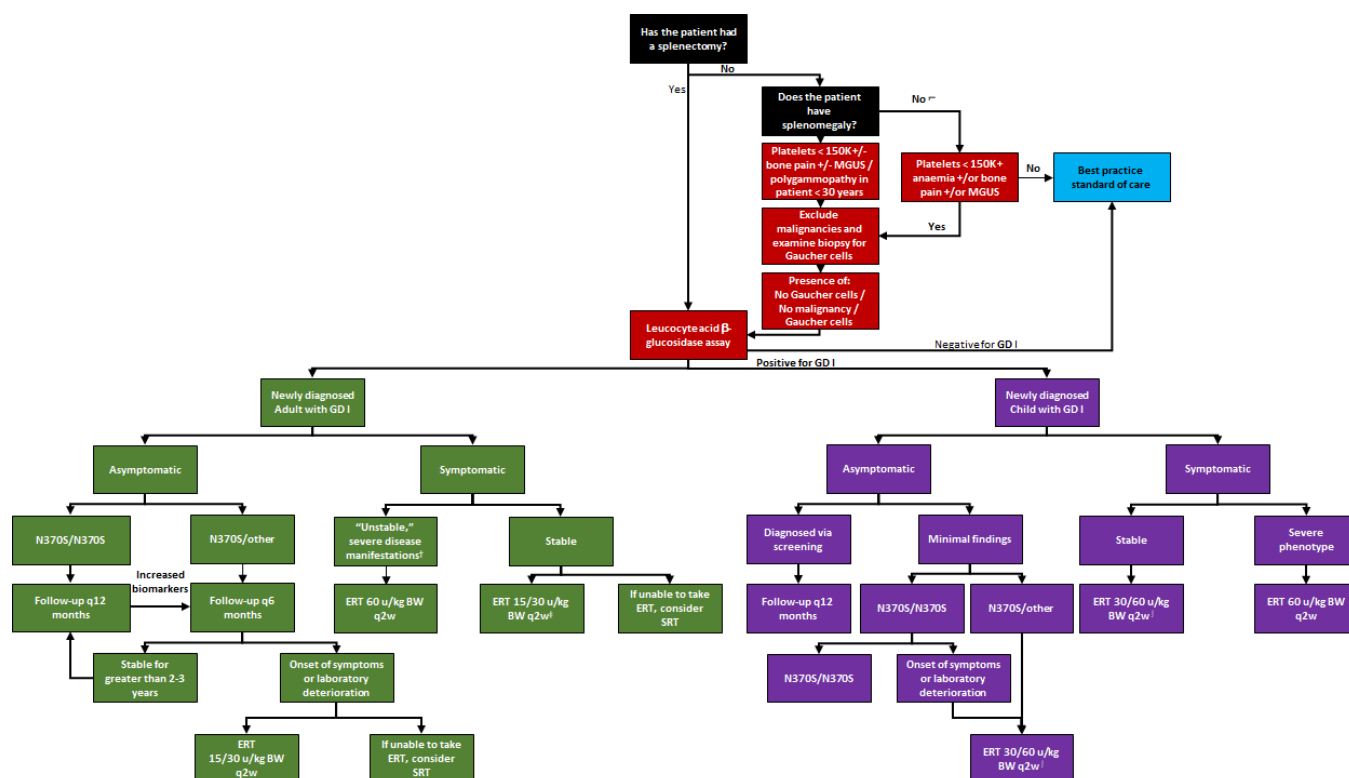 Has the patient had
a splenectomy?
No
Yes
Does the patient
have
splenomegaly?
No
Platelets < 150K+/-
bone pain +/- MGUS /
polygammopathy in
patient < 30 years
Platelets < 150K+
anaemia +/or bone
pain +/or MGUS
No
Best practice
standard of care
Yes
Exclude
malignancies and
examine biopsy for
Gaucher cells
Presence of:
No Gaucher cells /
No malignancy /
Gaucher cells
Leucocyte acid β-
glucosidase assay
Negative for GD I
Positive for GD I
Newly diagnosed
Adult with GD I
Newly diagnosed
Child with GD I
Asymptomatic
Symptomatic
Asymptomatic
Symptomatic
N370S/N370S
N370S/other
"Unstable,"
severe disease
manifestations†
Stable
Diagnosed via
screening
Minimal findings
Stable
Severe
phenotype
Increased
biomarkers
Follow-up q12
months
Follow-up q6
months
ERT 60 u/kg BW
q2w
ERT 15/30 u/kg
BW q2w‡
If unable to take
ERT, consider
SRT
Follow-up q12
months
N370S/N370S
N370S/other
ERT 30/60 u/kg
BW q2w
ERT 60 u/kg BW
q2w
Stable for
greater than 2-3
years
Onset of symptoms
or laboratory
deterioration
N370S/N370S
Onset of symptoms
or laboratory
deterioration
ERT
15/30 u/kg BW
q2w
If unable to take
ERT, consider
SRT
ERT 30/60 u/kg
BW q2w